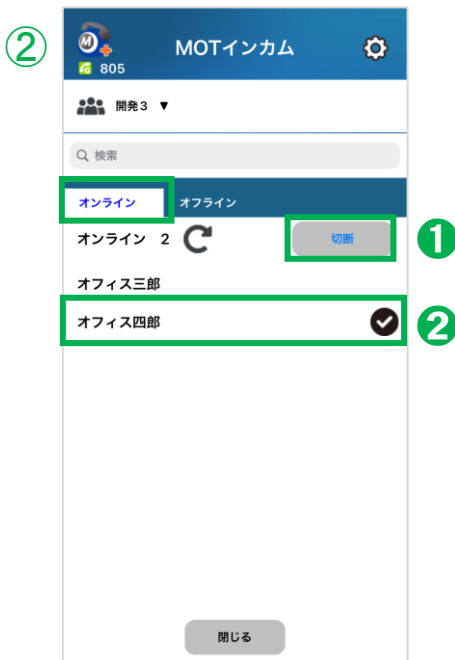 ②
MOTインカム
M
805
開発3 ▼
検索
オンライン オフライン
オンライン 2 切断
❶
オフィス三郎
オフィス四郎
❷
閉じる